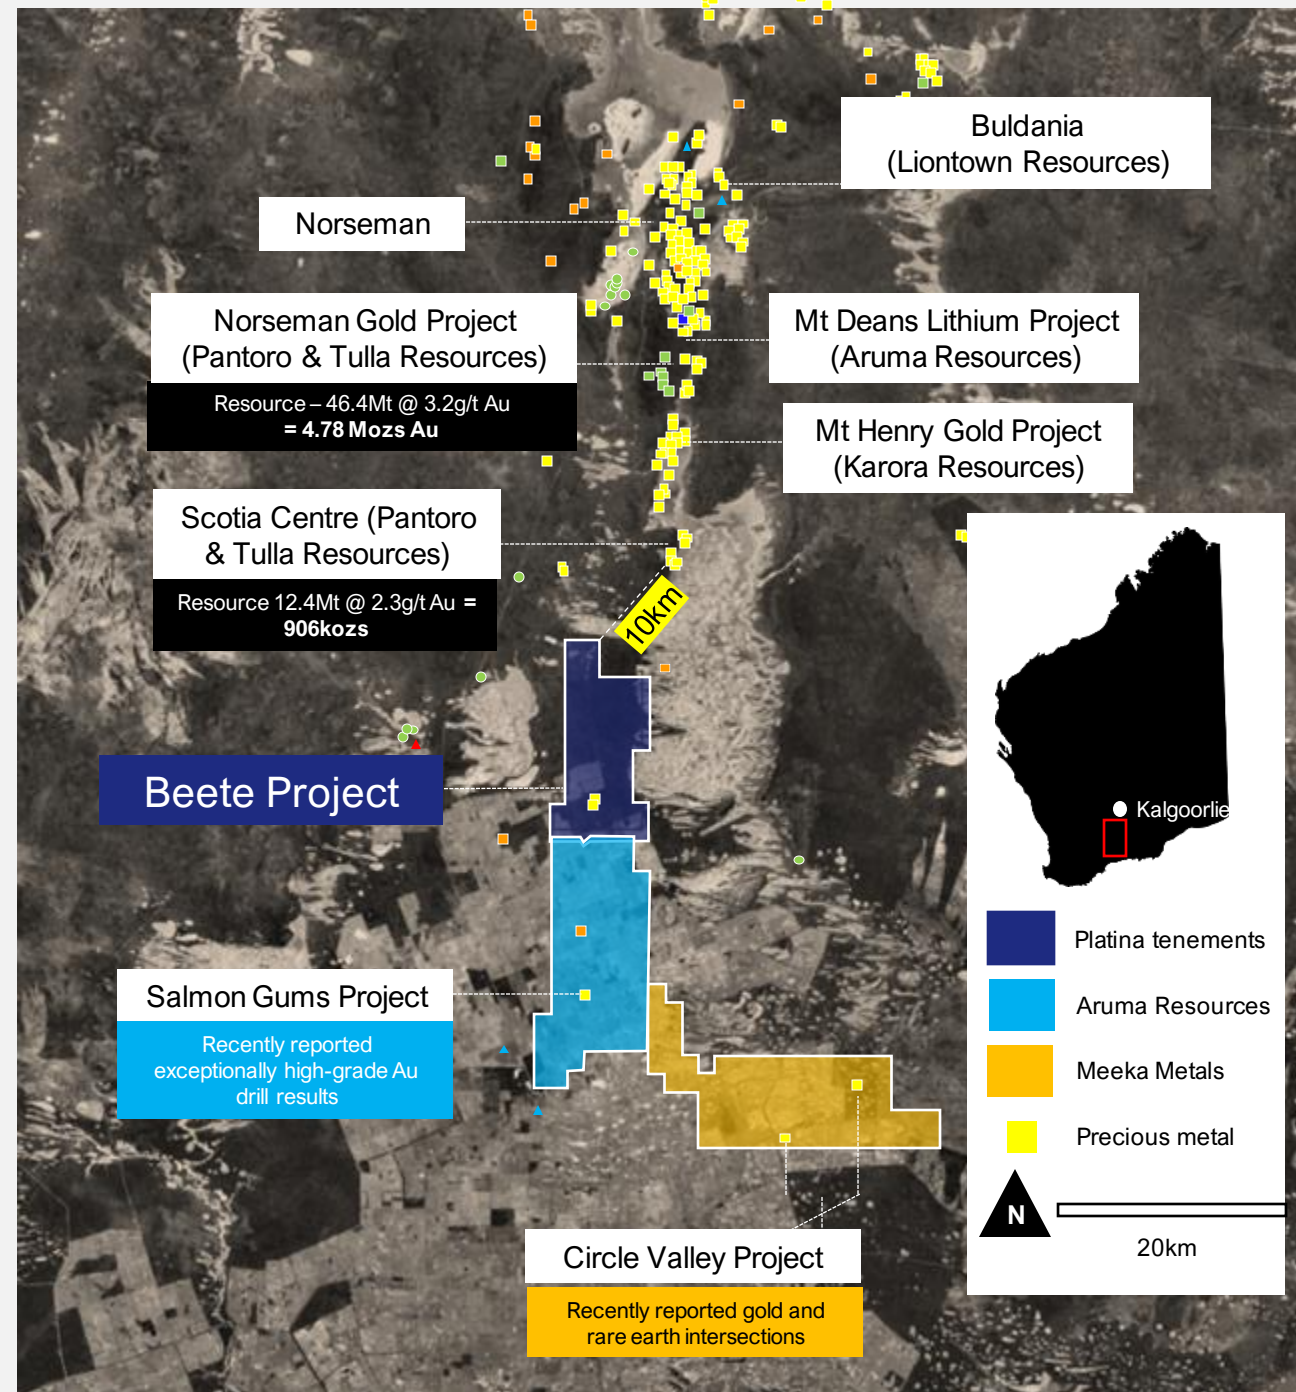 Buldania
(Liontown Resources)
Norseman
Norseman Gold Project
(Pantoro & Tulla Resources)
Resource – 46.4Mt @ 3.2g/t Au
= 4.78 Mozs Au
Mt Deans Lithium Project
(Aruma Resources)
Mt Henry Gold Project
(Karora Resources)
Scotia Centre (Pantoro
& Tulla Resources)
Resource 12.4Mt @ 2.3g/t Au =
906kozs
10km
Beete Project
Salmon Gums Project
Recently reported
exceptionally high-grade Au
drill results
Circle Valley Project
Recently reported gold and
rare earth intersections
Kalgoorlie
Platina tenements
Aruma Resources
Meeka Metals
Precious metal
N
20km